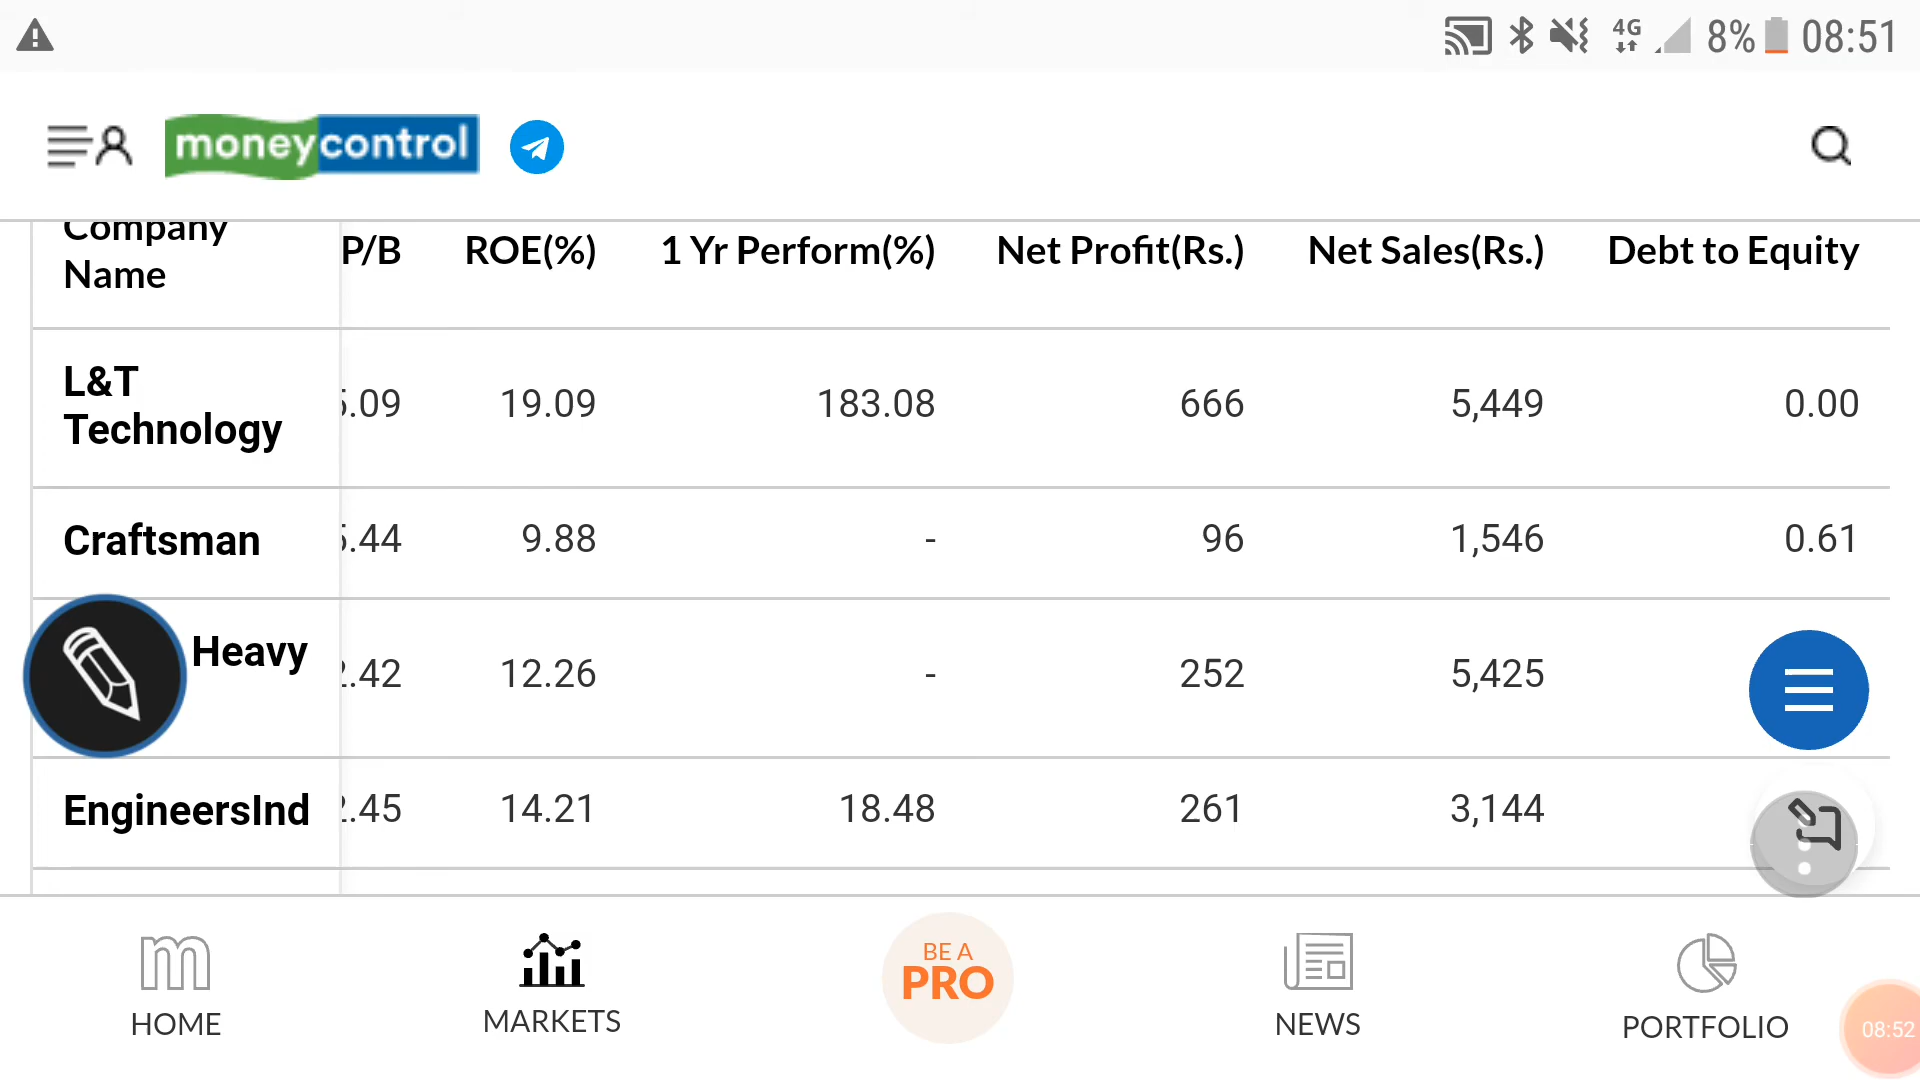 4G 8% 08:51
moneycontrol
Company
Name
P/B ROE(%) 1 Yr Perform(%) Net Profit(Rs.) Net Sales(Rs.) Debt to Equity
L&T
Technology
.09 19.09 183.08 666 5,449 0.00
Craftsman .44 9.88 - 96 1,546 0.61
Heavy
.42 12.26 - 252 5,425
EngineersInd .45 14.21 18.48 261 3,144
m
HOME
MARKETS
BE A
PRO
NEWS
PORTFOLIO
08:52